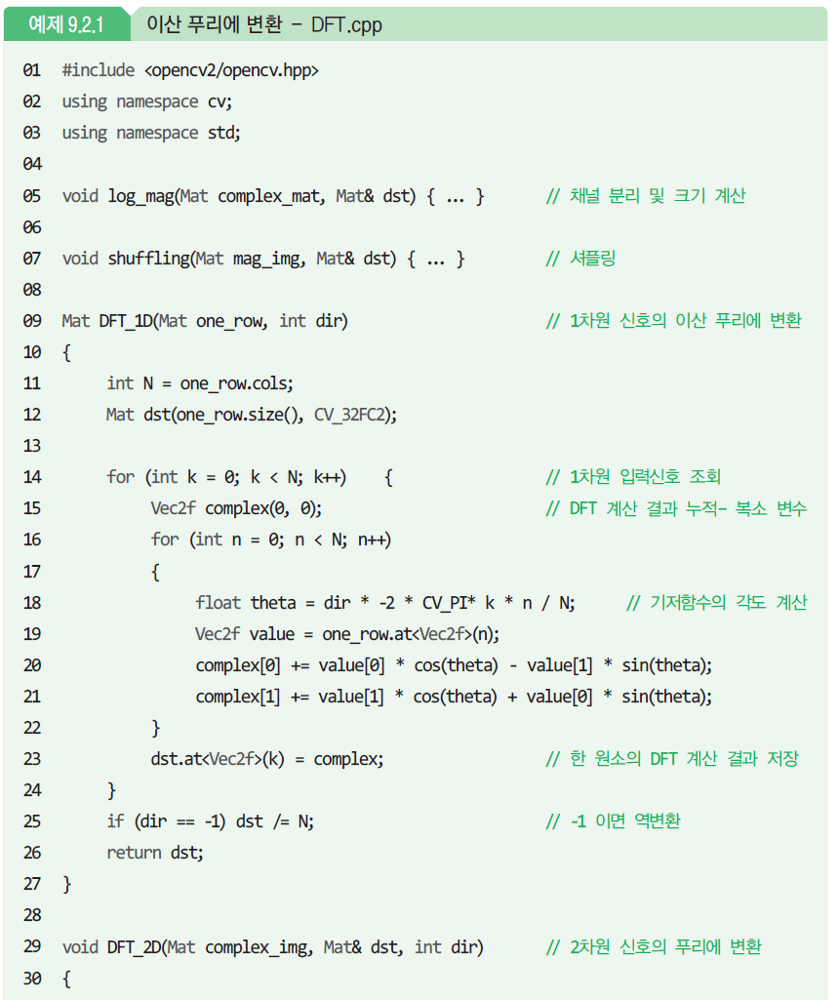 예제 9.2.1 이산 푸리에 변환 - DFT.cpp
01 #include <opencv2/opencv.hpp>
02 using namespace cv;
03 using namespace std;
04
05 void log_mag(Mat complex_mat, Mat& dst) { … } // 채널 분리 및 크기 계산
06
07 void shuffling(Mat mag_img, Mat& dst) { … } // 셔플링
08
09 Mat DFT_1D(Mat one_row, int dir) // 1차원 신호의 이산 푸리에 변환
10 {
11 int N = one_row.cols;
12 Mat dst(one_row.size(), CV_32FC2);
13
14 for (int k = 0; k < N; k++) { // 1차원 입력신호 조회
15 Vec2f complex(0, 0); // DFT 계산 결과 누적- 복소 변수
16 for (int n = 0; n < N; n++)
17 {
18 float theta = dir * -2 * CV_PI* k * n / N; // 기저함수의 각도 계산
19 Vec2f value = one_row.at<Vec2f>(n);
20 complex[0] += value[0] * cos(theta) - value[1] * sin(theta);
21 complex[1] += value[1] * cos(theta) + value[0] * sin(theta);
22 }
23 dst.at<Vec2f>(k) = complex; // 한 원소의 DFT 계산 결과 저장
24 }
25 if (dir == -1) dst /= N; // -1 이면 역변환
26 return dst;
27 }
28
29 void DFT_2D(Mat complex_img, Mat& dst, int dir) // 2차원 신호의 푸리에 변환
30 {